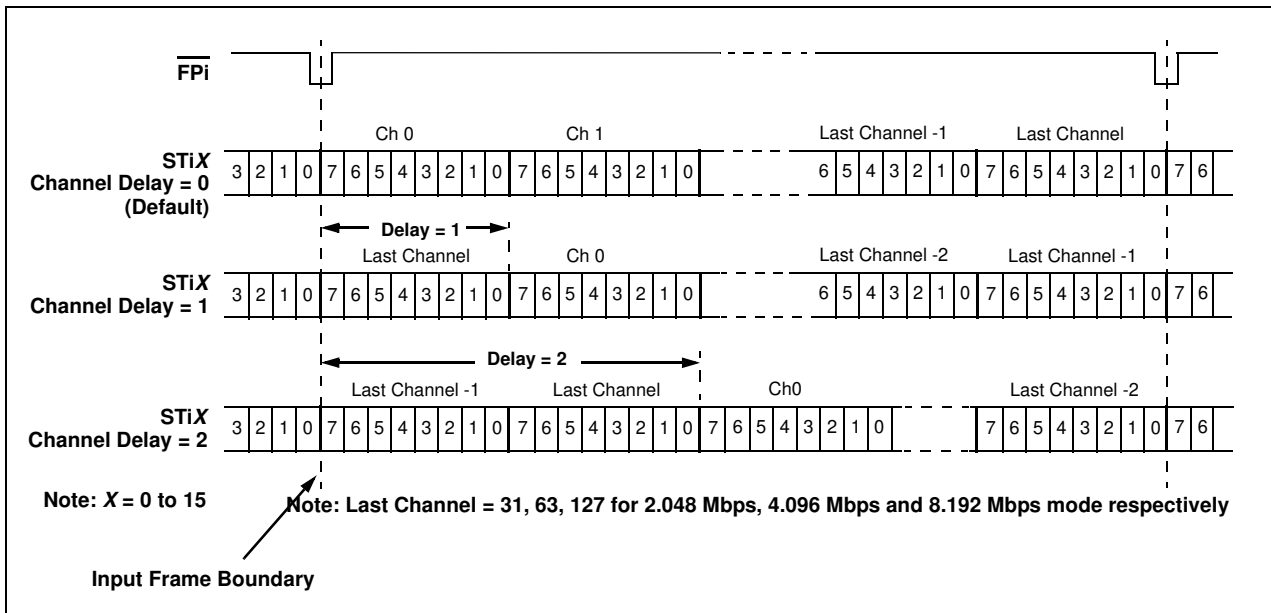 FPi
Ch 0 Ch 1 Last Channel -1 Last Channel
STiX
Channel Delay = 0
(Default)
3 2 1 0 7 6 5 4 3 2 1 0 7 6 5 4 3 2 1 0 6 5 4 3 2 1 0 7 6 5 4 3 2 1 0 7 6
Delay = 1
Last Channel Ch 0 Last Channel -2 Last Channel -1
STiX
Channel Delay = 1
3 2 1 0 7 6 5 4 3 2 1 0 7 6 5 4 3 2 1 0 6 5 4 3 2 1 0 7 6 5 4 3 2 1 0 7 6
Delay = 2
Last Channel -1 Last Channel Ch0 Last Channel -2
STiX
Channel Delay = 2
3 2 1 0 7 6 5 4 3 2 1 0 7 6 5 4 3 2 1 0 7 6 5 4 3 2 1 0 7 6 5 4 3 2 1 0 7 6
Note: X = 0 to 15
Note: Last Channel = 31, 63, 127 for 2.048 Mbps, 4.096 Mbps and 8.192 Mbps mode respectively
Input Frame Boundary